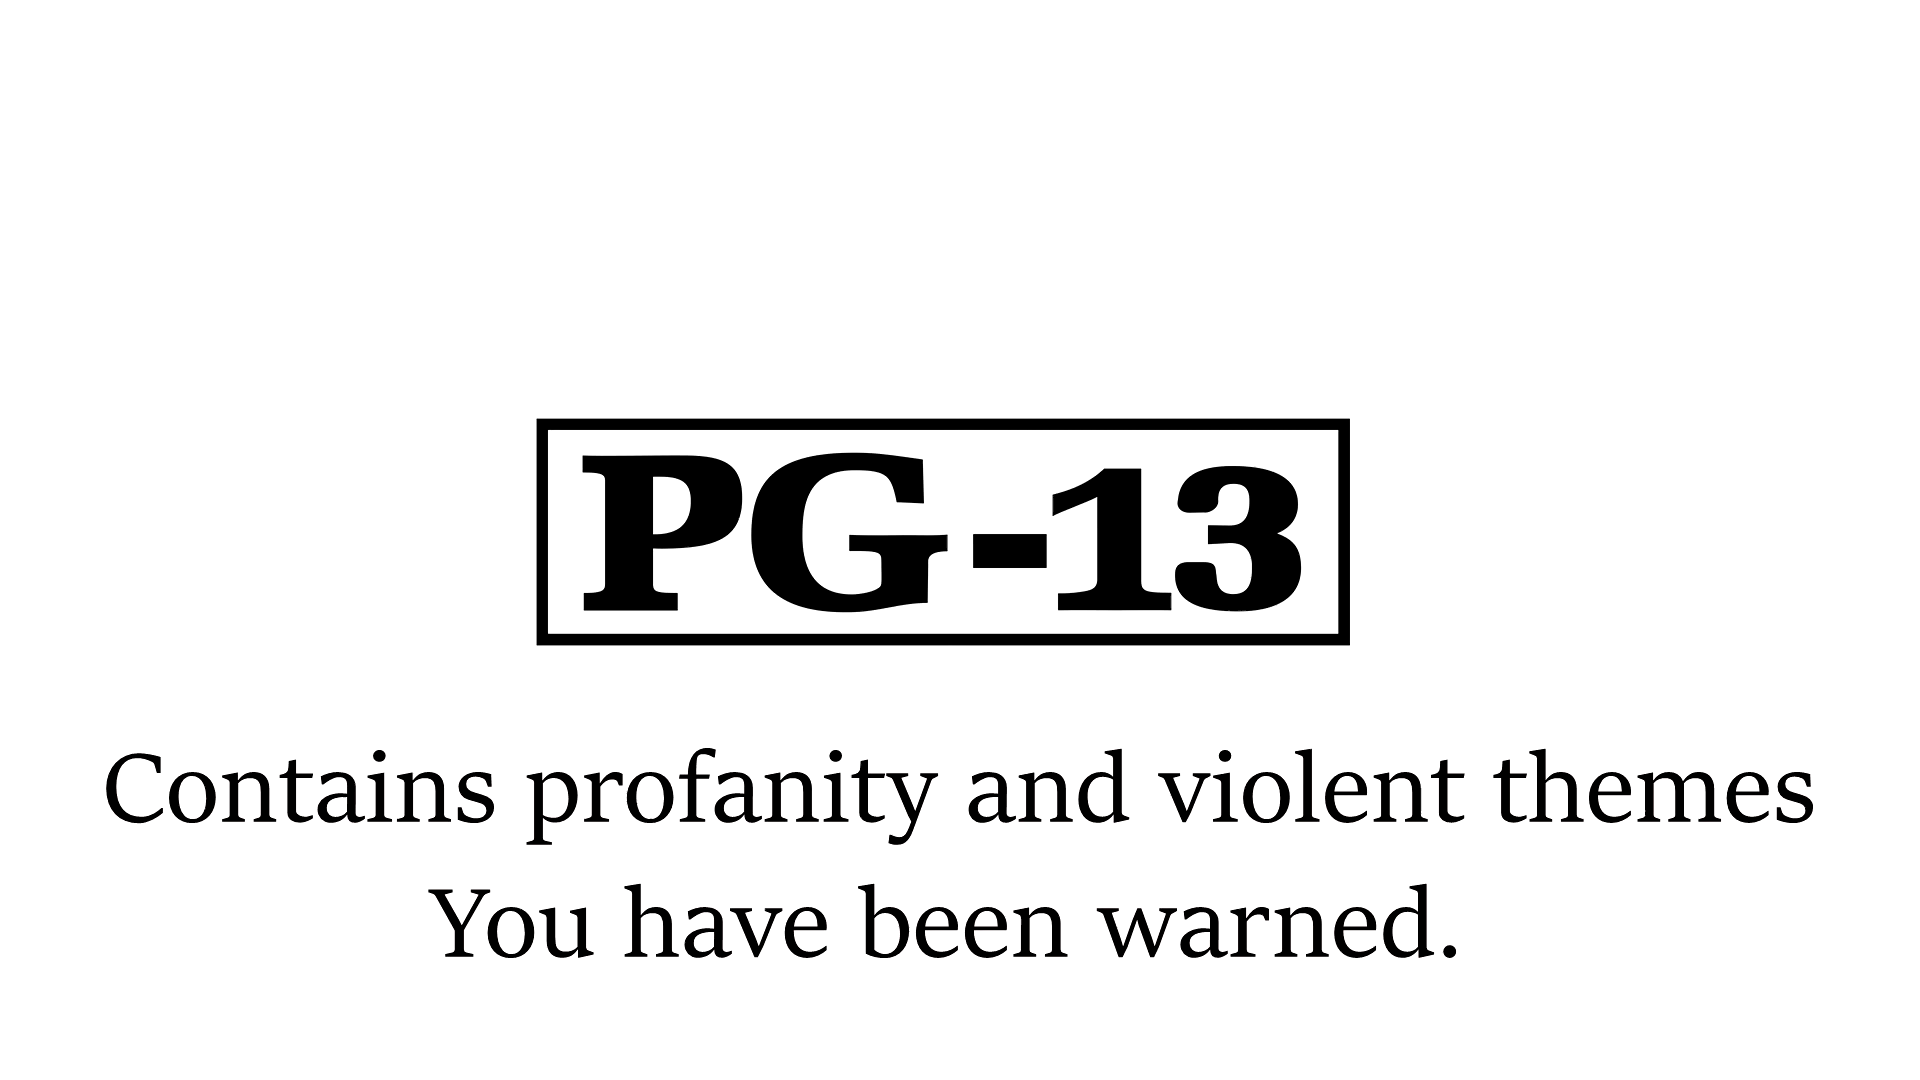 PG-13
Contains profanity and violent themes
You have been warned.